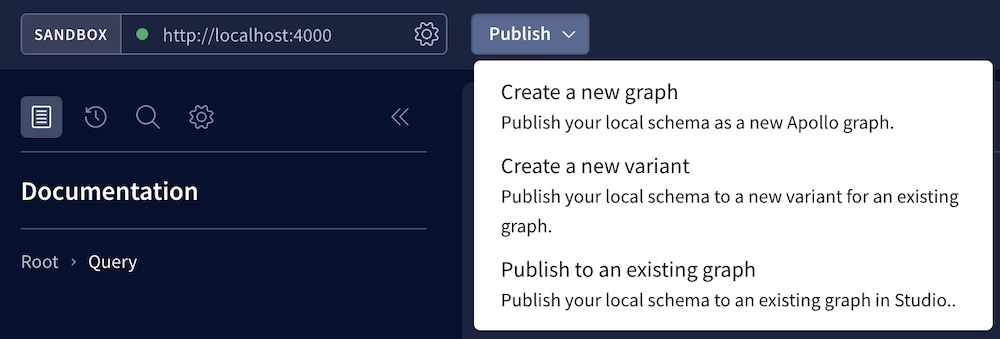 SANDBOX http://localhost:4000 Publish
Create a new graph
Publish your local schema as a new Apollo graph.
Create a new variant
Publish your local schema to a new variant for an existing
graph.
Publish to an existing graph
Publish your local schema to an existing graph in Studio..
Documentation
Root › Query